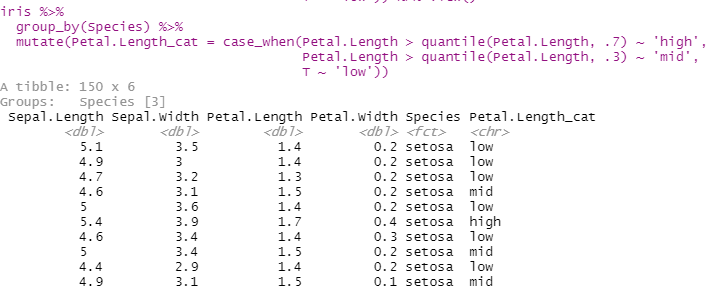 iris %>%
group_by(Species) %>%
mutate(Petal.Length_cat = case_when(Petal.Length > quantile(Petal.Length, .7) ~ 'high',
Petal.Length > quantile(Petal.Length, .3) ~ 'mid',
T ~ 'low'))
A tibble: 150 x 6
Groups:   Species [3]
Sepal.Length Sepal.Width Petal.Length Petal.Width Species Petal.Length_cat
<dbl> <dbl> <dbl> <dbl> <fct> <chr>
5.1 3.5 1.4 0.2 setosa low
4.9 3 1.4 0.2 setosa low
4.7 3.2 1.3 0.2 setosa low
4.6 3.1 1.5 0.2 setosa mid
5 3.6 1.4 0.2 setosa low
5.4 3.9 1.7 0.4 setosa high
4.6 3.4 1.4 0.3 setosa low
5 3.4 1.5 0.2 setosa mid
4.4 2.9 1.4 0.2 setosa low
4.9 3.1 1.5 0.1 setosa mid